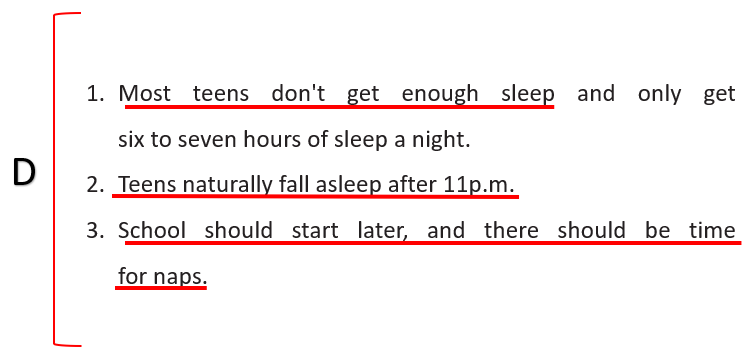 D
1. Most teens don't get enough sleep and only get
six to seven hours of sleep a night.
2. Teens naturally fall asleep after 11p.m.
3. School should start later, and there should be time
for naps.